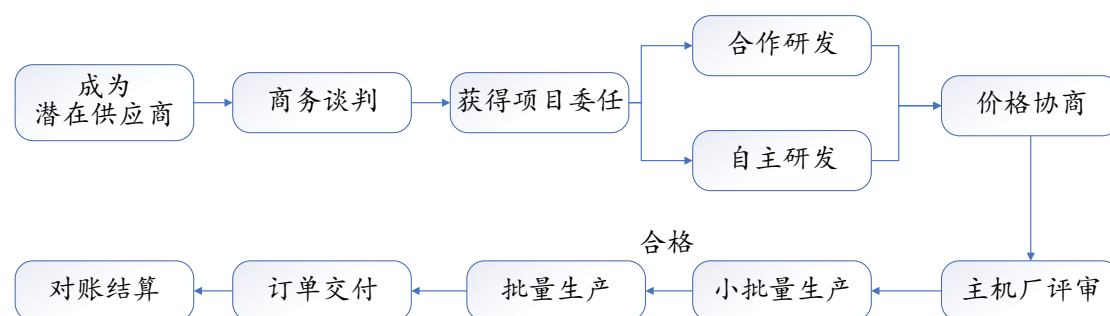 成为
潜在供应商
商务谈判
获得项目委任
合作研发
自主研发
价格协商
主机厂评审
小批量生产
合格
批量生产
订单交付
对账结算